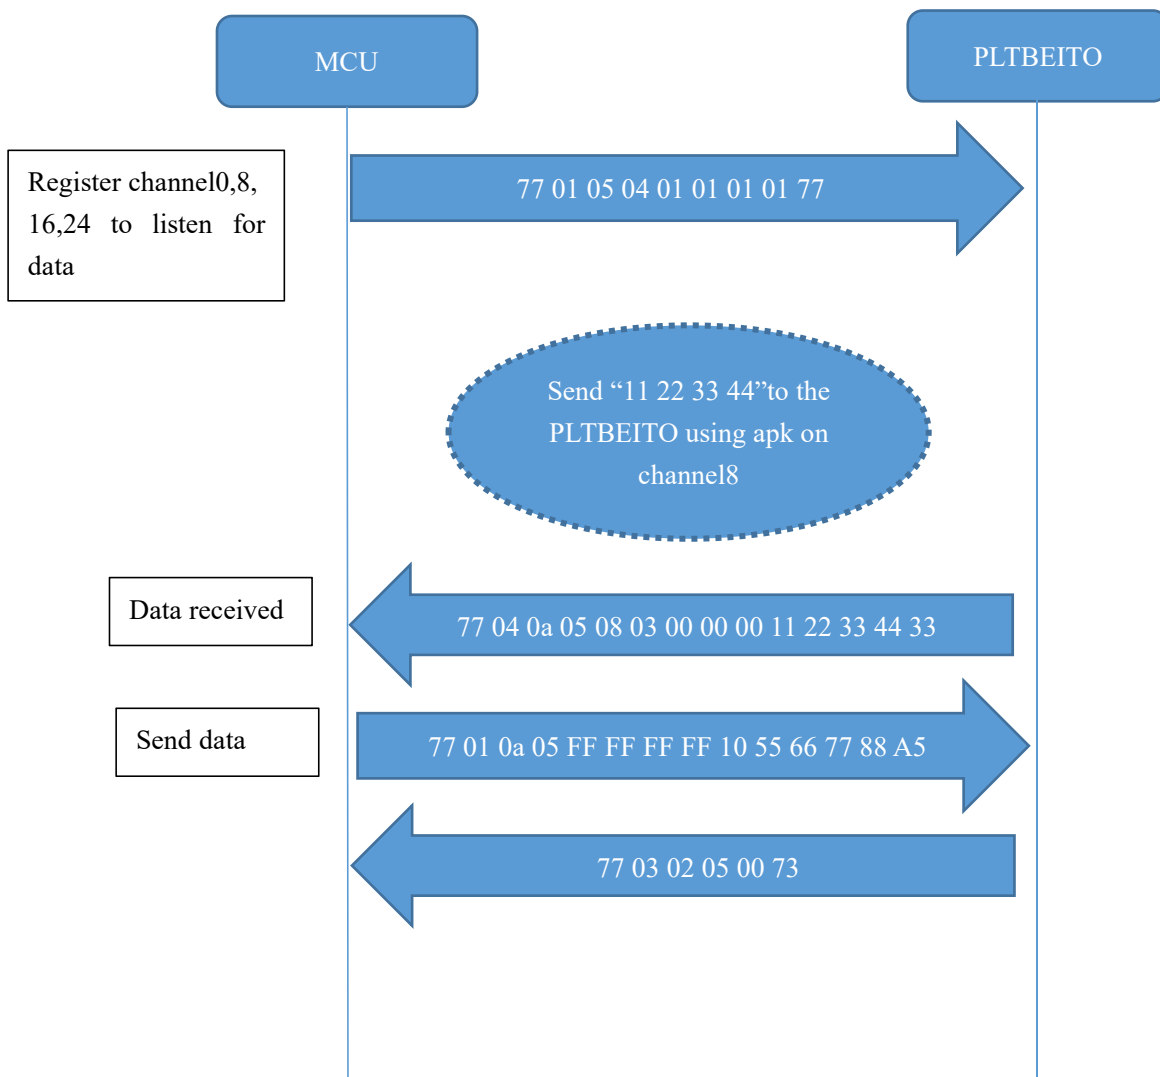 MCU
PLTBEITO
Register channel0,8,
16,24 to listen for
data
77 01 05 04 01 01 01 01 77
Send “11 22 33 44”to the
PLTBEITO using apk on
channel8
Data received
77 04 0a 05 08 03 00 00 00 11 22 33 44 33
Send data
77 01 0a 05 FF FF FF FF 10 55 66 77 88 A5
77 03 02 05 00 73